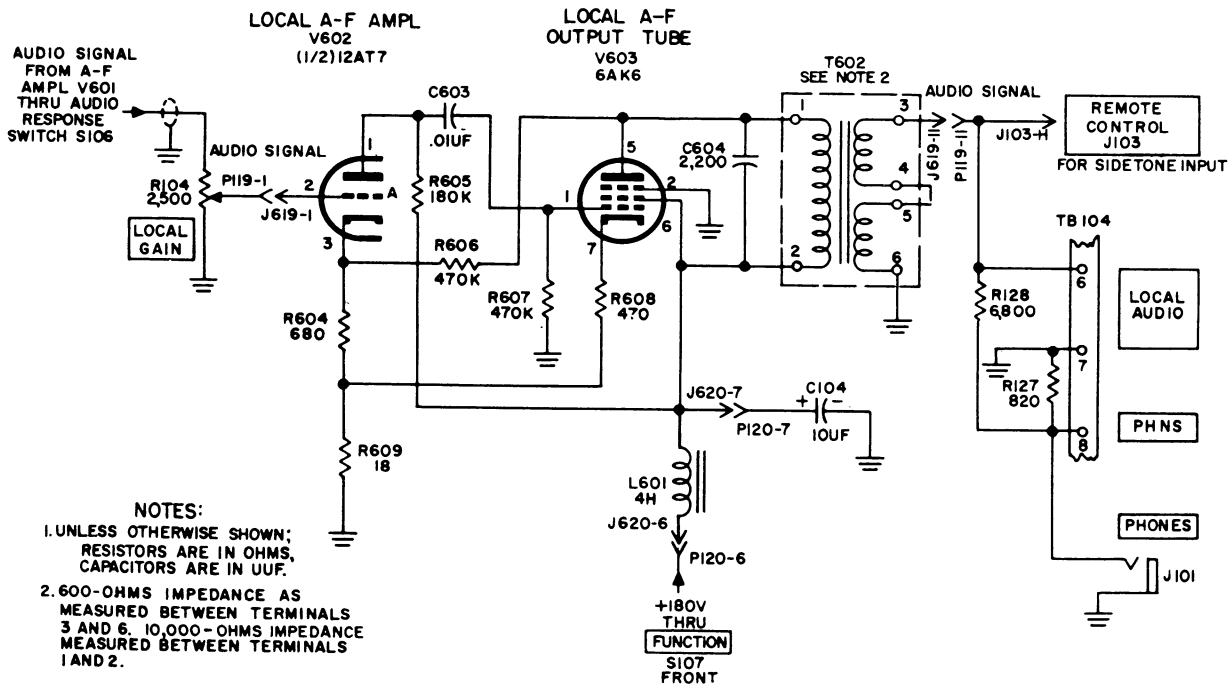 LOCAL A-F AMPL
V602
(1/2)12AT7
LOCAL A-F
OUTPUT TUBE
V603
6AK6
AUDIO SIGNAL
FROM A-F
AMPL V601
THRU AUDIO
RESPONSE
SWITCH S106
T602
SEE NOTE 2
AUDIO SIGNAL
REMOTE
CONTROL
J103
FOR SIDETONE INPUT
C603
.01UF
1
5
1
3
J619-11
P119-11
J103-H
C604
2,200
AUDIO SIGNAL
R104
2,500
P119-1
J619-1
2
A
3
R605
180K
1
2
6
7
4
5
LOCAL
GAIN
R606
470K
2
6
TB104
R607
470K
R608
470
R604
680
R128
6,800
6
LOCAL
AUDIO
7
R127
820
J620-7
P120-7
C104
+ -
10UF
8
PHNS
R609
18
L601
4H
J620-6
P120-6
PHONES
J101
+180V
THRU
FUNCTION
S107
FRONT
NOTES:
1. UNLESS OTHERWISE SHOWN;
RESISTORS ARE IN OHMS,
CAPACITORS ARE IN UUF.
2. 600-OHMS IMPEDANCE AS
MEASURED BETWEEN TERMINALS
3 AND 6. 10,000-OHMS IMPEDANCE
MEASURED BETWEEN TERMINALS
1 AND 2.